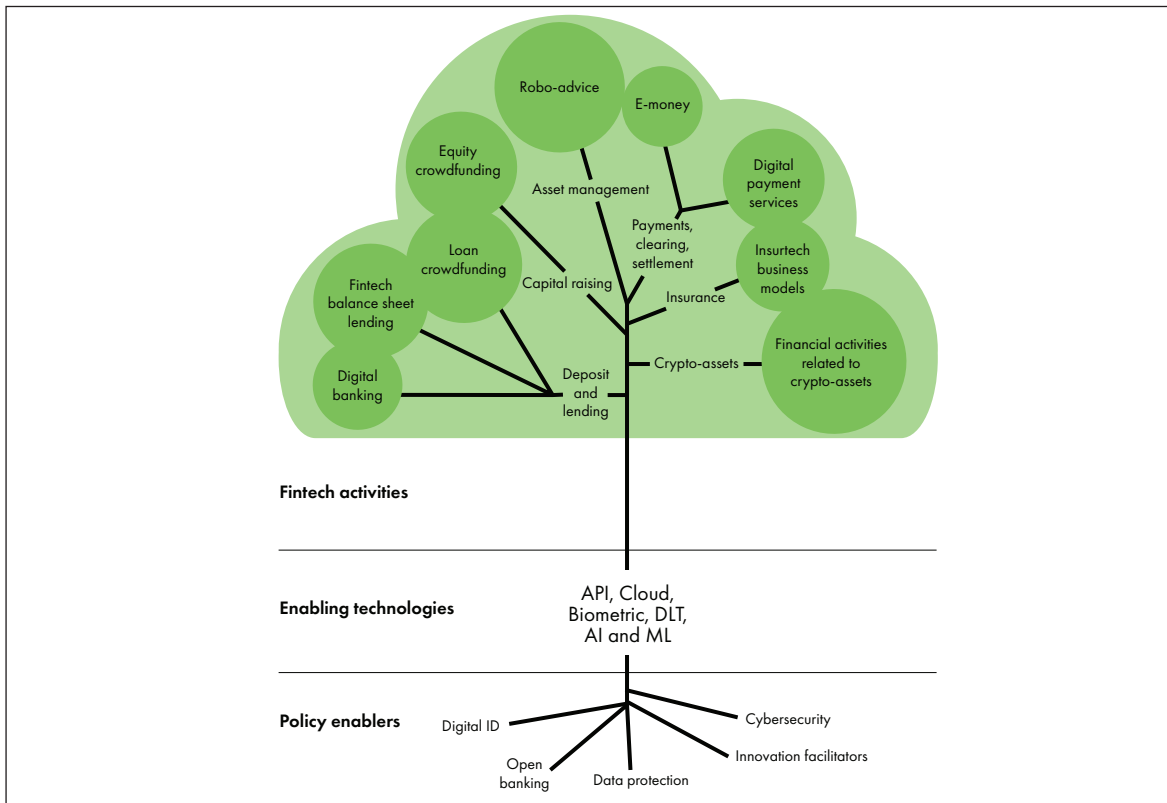 Robo-advice
E-money
Equity
crowdfunding
Digital
payment
services
Asset management
Payments,
clearing,
settlement
Loan
crowdfunding
Insurtech
business
models
Fintech
balance sheet
lending
Capital raising
Insurance
Financial activities
related to
crypto-assets
Crypto-assets
Digital
banking
Deposit
and
lending
Fintech activities
Enabling technologies
API, Cloud,
Biometric, DLT,
AI and ML
Policy enablers
Digital ID
Cybersecurity
Open
banking
Data protection
Innovation facilitators